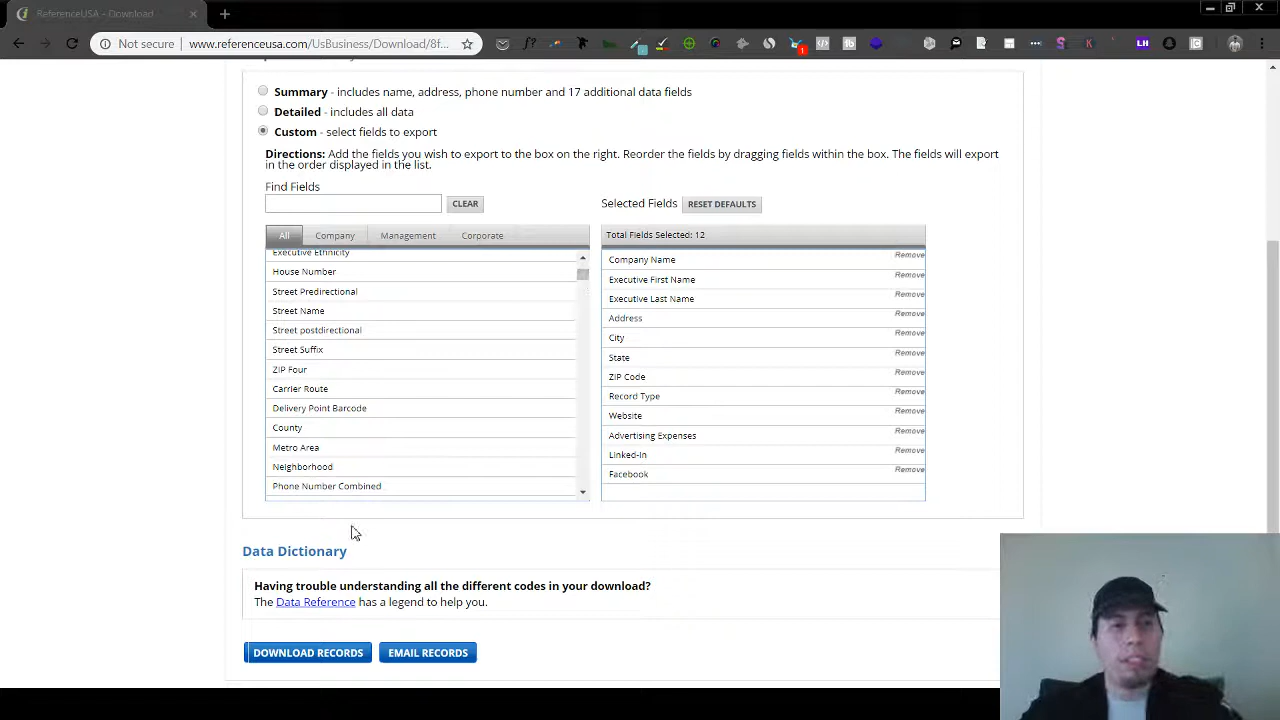 ReferenceUSA - Download
Not secure
www.referenceusa.com/UsBusiness/Download/8f...
1
LH
Summary - includes name, address, phone number and 17 additional data fields
Detailed - includes all data
Custom - select fields to export
Directions: Add the fields you wish to export to the box on the right. Reorder the fields by dragging fields within the box. The fields will export
in the order displayed in the list.
Find Fields
CLEAR
Selected Fields
RESET DEFAULTS
All
Company
Management
Corporate
Executive Ethnicity
House Number
Street Predirectional
Street Name
Street postdirectional
Street Suffix
ZIP Four
Carrier Route
Delivery Point Barcode
County
Metro Area
Neighborhood
Phone Number Combined
Total Fields Selected: 12
Company Name Remove
Executive First Name Remove
Executive Last Name Remove
Address Remove
City Remove
State Remove
ZIP Code Remove
Record Type Remove
Website Remove
Advertising Expenses Remove
Linked-In Remove
Facebook Remove
Data Dictionary
Having trouble understanding all the different codes in your download?
The Data Reference has a legend to help you.
DOWNLOAD RECORDS
EMAIL RECORDS